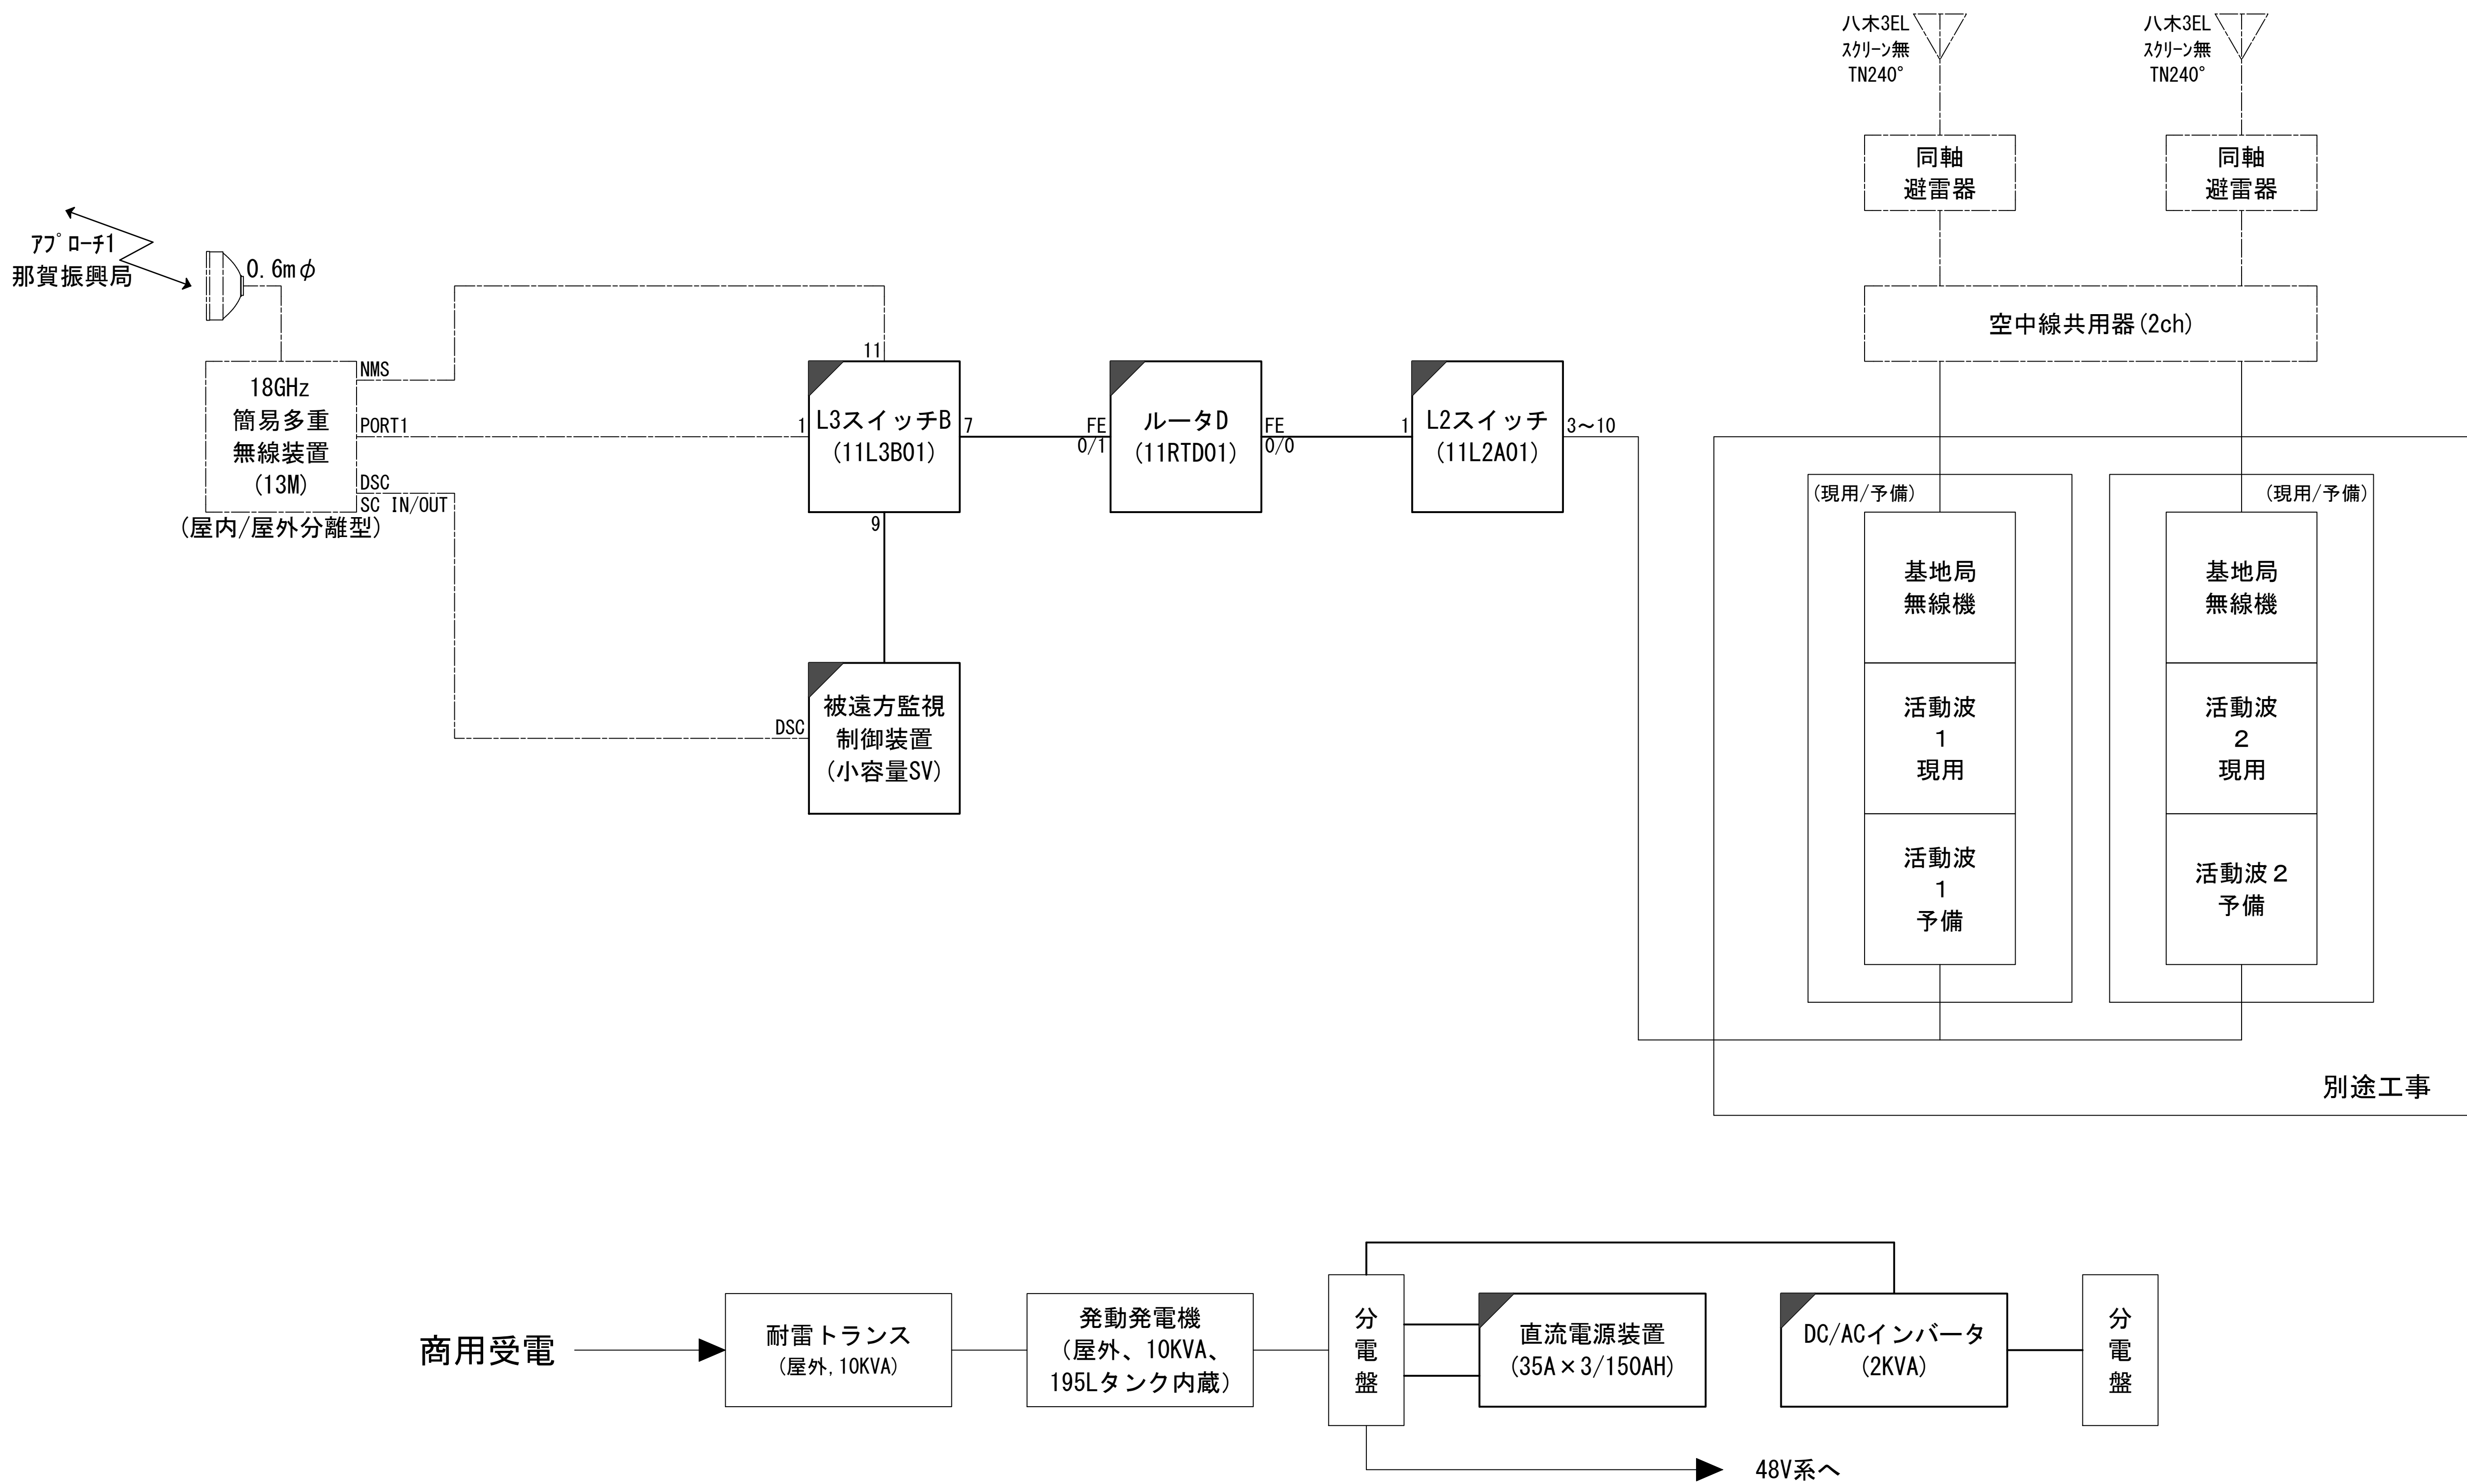 八木3EL
ｽｸﾘｰﾝ無
TN240°
八木3EL
ｽｸﾘｰﾝ無
TN240°
同軸
避雷器
同軸
避雷器
ｱﾌﾟﾛｰﾁ1
那賀振興局
0.6mφ
空中線共用器(2ch)
18GHz
簡易多重
無線装置
(13M)
(屋内/屋外分離型)
NMS
PORT1
DSC
SC IN/OUT
11
1
L3スイッチB
(11L3B01)
7
9
FE
0/1
ルータD
(11RTD01)
FE
0/0
1
L2スイッチ
(11L2A01)
3～10
(現用/予備)
(現用/予備)
基地局
無線機
基地局
無線機
DSC
被遠方監視
制御装置
(小容量SV)
活動波
1
現用
活動波
2
現用
活動波
1
予備
活動波２
予備
別途工事
商用受電
耐雷トランス
(屋外,10KVA)
発動発電機
(屋外、10KVA、
195Lタンク内蔵)
分
電
盤
直流電源装置
(35A×3/150AH)
DC/ACインバータ
(2KVA)
分
電
盤
48V系へ